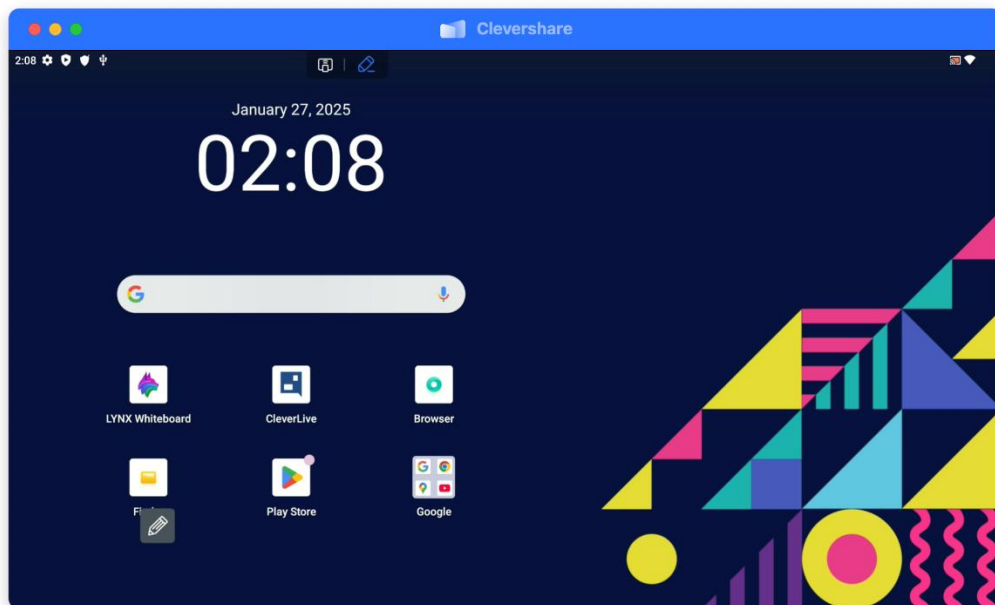 Clevershare
2:08
January 27, 2025
02:08
LYNX Whiteboard
CleverLive
Browser
Play Store
Google